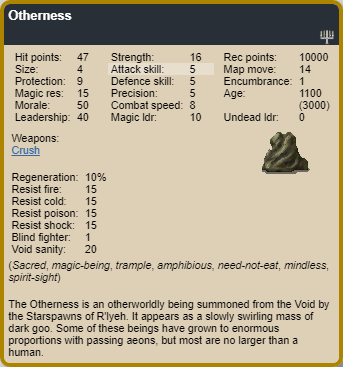 Otherness
Hit points: 47 Strength: 16 Rec points: 10000
Size: 4 Attack skill: 5 Map move: 14
Protection: 9 Defence skill: 5 Encumbrance: 1
Magic res: 15 Precision: 5 Age: 1100
Morale: 50 Combat speed: 8 (3000)
Leadership: 40 Magic ldr: 10 Undead ldr: 0
Weapons:
Crush
Regeneration: 10%
Resist fire: 15
Resist cold: 15
Resist poison: 15
Resist shock: 15
Blind fighter: 1
Void sanity: 20
(Sacred, magic-being, trample, amphibious, need-not-eat, mindless,
spirit-sight)
The Otherness is an otherworldly being summoned from the Void by
the Starspawns of R'lyeh. It appears as a slowly swirling mass of
dark goo. Some of these beings have grown to enormous
proportions with passing aeons, but most are no larger than a
human.